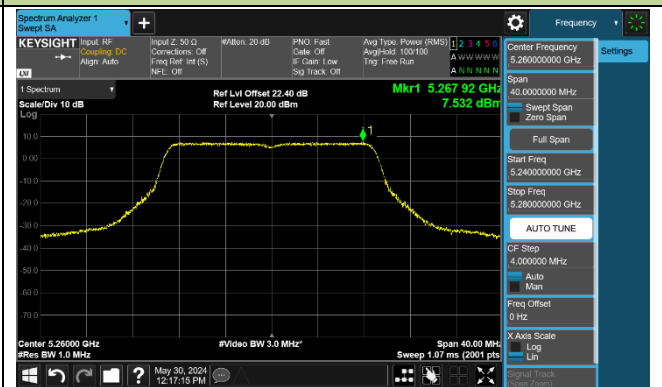 Spectrum Analyzer 1
Swept SA
+
Frequency
KEYSIGHT
Input: RF
Coupling: DC
Align: Auto
Input Z: 50 Ω
Corrections: Off
Freq Ref: Int (S)
NFE: Off
#Atten: 20 dB
PNO: Fast
Gate: Off
IF Gain: Low
Sig Track: Off
Avg Type: Power (RMS)
Avg|Hold: 100/100
Trig: Free Run
1 2 3 4 5 6
A W W W W W
A N N N N N
LXI
1 Spectrum
Scale/Div 10 dB
Log
Ref Lvl Offset 22.40 dB
Ref Level 20.00 dBm
Mkr1 5.267 92 GHz
7.532 dBm
1
10.0
0.00
-10.0
-20.0
-30.0
-40.0
-50.0
-60.0
-70.0
Center 5.26000 GHz
#Res BW 1.0 MHz
#Video BW 3.0 MHz*
Span 40.00 MHz
Sweep 1.07 ms (2001 pts)
Center Frequency
5.260000000 GHz
Span
40.0000000 MHz
Swept Span
Zero Span
Full Span
Start Freq
5.240000000 GHz
Stop Freq
5.280000000 GHz
AUTO TUNE
CF Step
4.000000 MHz
Auto
Man
Freq Offset
0 Hz
X Axis Scale
Log
Lin
Signal Track
(Span Zoom)
Settings
?
May 30, 2024
12:17:15 PM